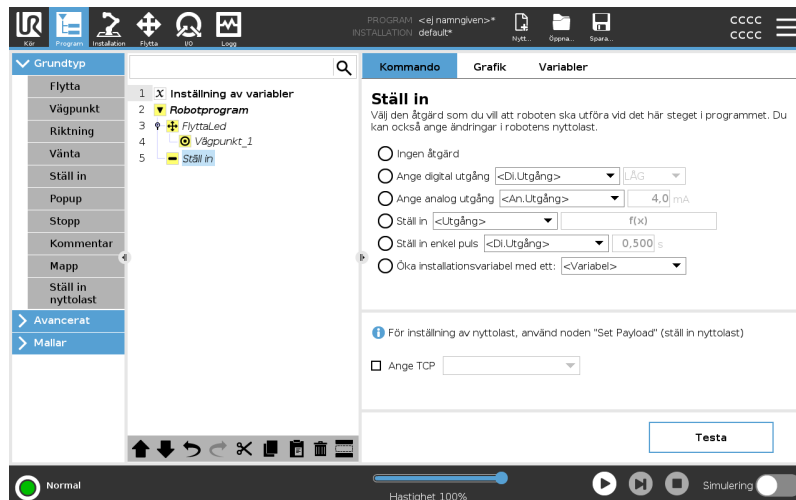 UR
Kör
Program
Installation
Flytta
I/O
Logg
PROGRAM <ej namngiven>*
INSTALLATION default*
Nytt...
Öppna...
Spara...
cccc
cccc
Grundtyp
Flytta
Vägpunkt
Riktning
Vänta
Ställ in
Popup
Stopp
Kommentar
Mapp
Ställ in
nyttolast
Avancerat
Mallar
1 X Inställning av variabler
2 Robotprogram
3 FlyttaLed
4 Vägpunkt_1
5 Ställ in
Kommando Grafik Variabler
Ställ in
Välj den åtgärd som du vill att roboten ska utföra vid det här steget i programmet. Du
kan också ange ändringar i robotens nyttolast.
Ingen åtgärd
Ange digital utgång <Di.Utgång> LÅG
Ange analog utgång <An.Utgång> 4,0 mA
Ställ in <Utgång> f(x)
Ställ in enkel puls <Di.Utgång> 0,500 s
Öka installationsvariabel med ett: <Variabel>
För inställning av nyttolast, använd noden "Set Payload" (ställ in nyttolast)
Ange TCP
Testa
Normal
Hastighet 100%
Simulering